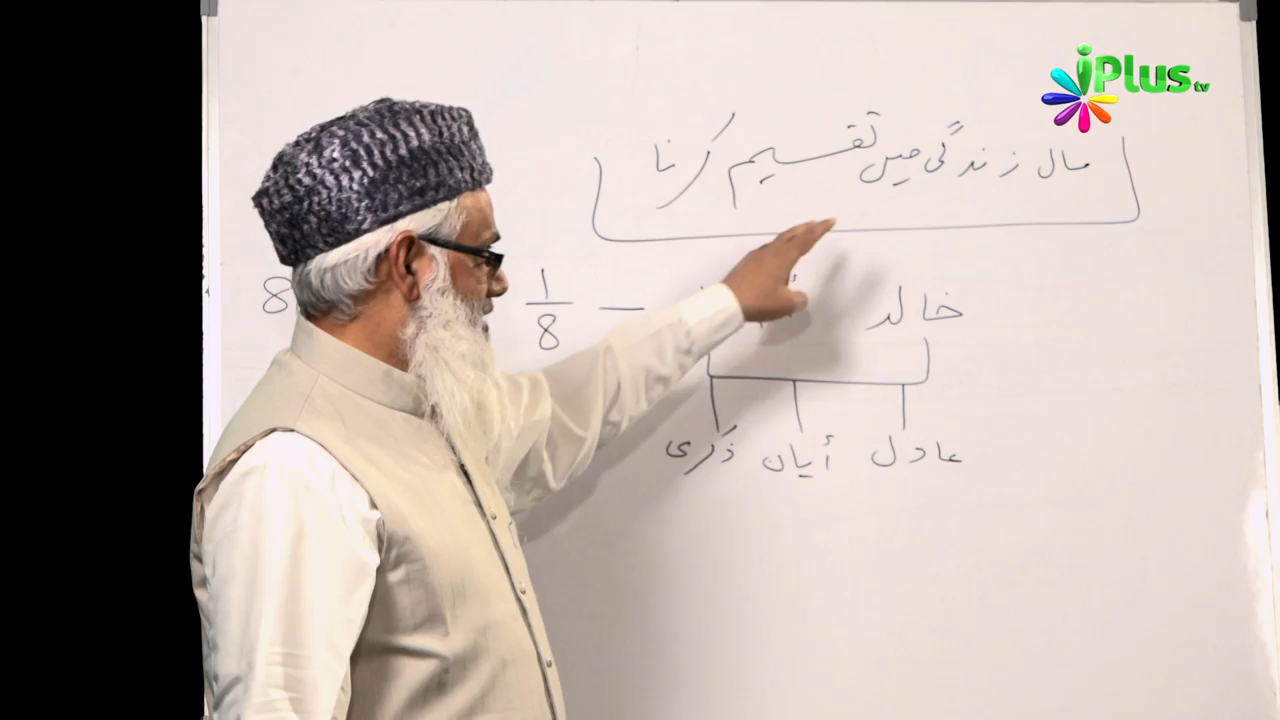 iPlus tv
مال زندگی میں تقسیم کرنا
خالد — 1/8 8
عادل أیان ذکری